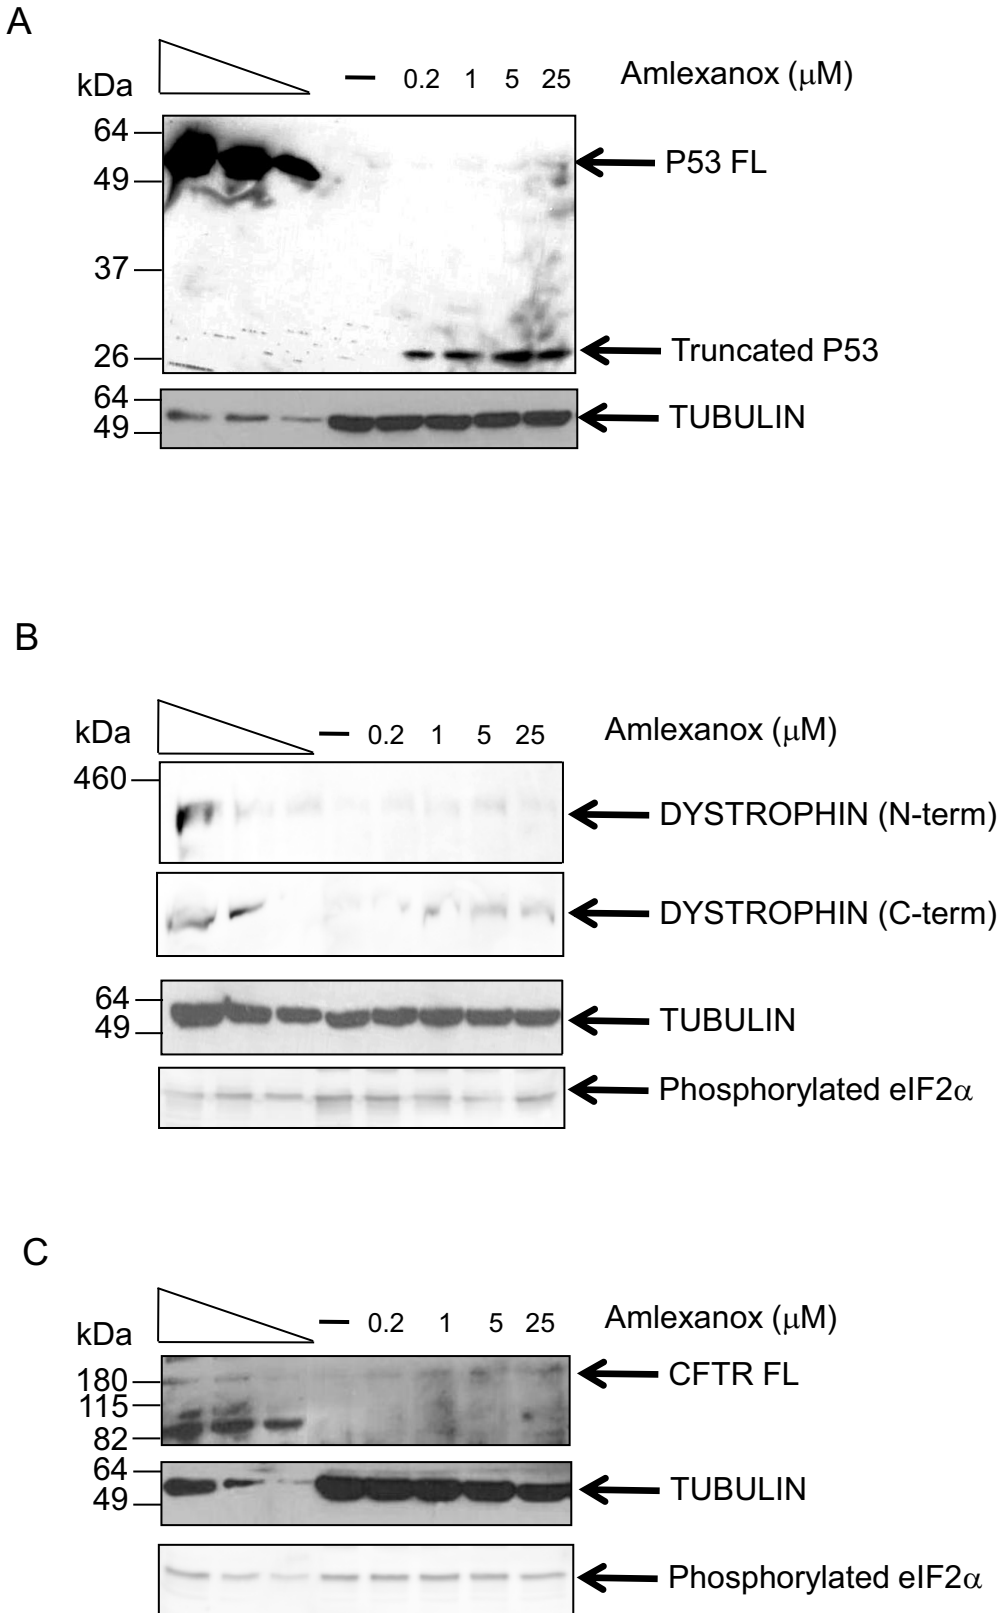 A
kDa
— 0.2 1 5 25 Amlexanox (μM)
64
P53 FL
49
37
Truncated P53
26
64
TUBULIN
49
B
kDa
— 0.2 1 5 25 Amlexanox (μM)
460
DYSTROPHIN (N-term)
DYSTROPHIN (C-term)
64
TUBULIN
49
Phosphorylated eIF2α
C
kDa
— 0.2 1 5 25 Amlexanox (μM)
CFTR FL
180
115
82
64
TUBULIN
49
Phosphorylated eIF2α